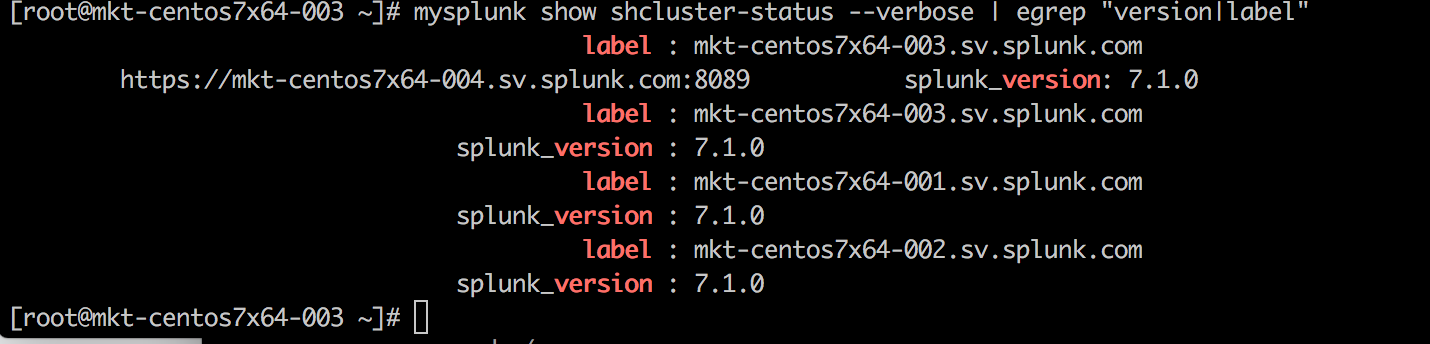 [root@mkt-centos7x64-003 ~]# mysplunk show shcluster-status --verbose | egrep "version|label"
label : mkt-centos7x64-003.sv.splunk.com
https://mkt-centos7x64-004.sv.splunk.com:8089 splunk_version: 7.1.0
label : mkt-centos7x64-003.sv.splunk.com
splunk_version : 7.1.0
label : mkt-centos7x64-001.sv.splunk.com
splunk_version : 7.1.0
label : mkt-centos7x64-002.sv.splunk.com
splunk_version : 7.1.0
[root@mkt-centos7x64-003 ~]#